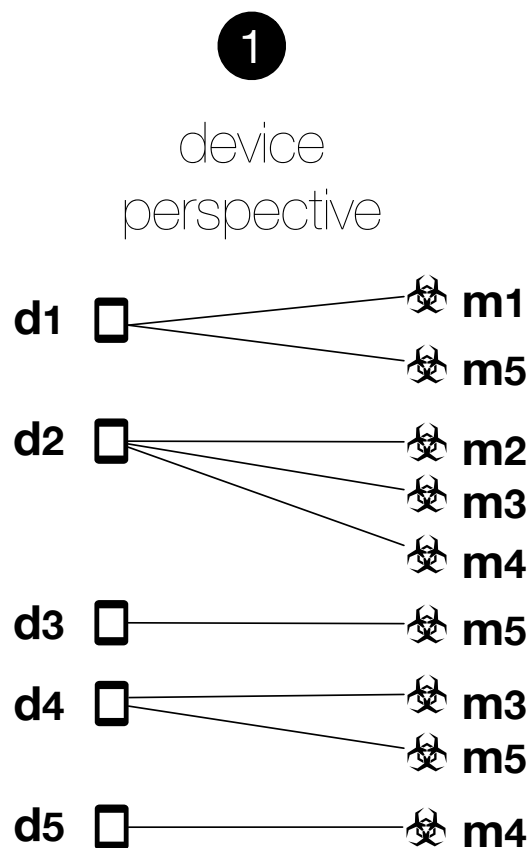 1
device
perspective
d1 m1
m5
d2 m2
m3
m4
d3 m5
d4 m3
m5
d5 m4